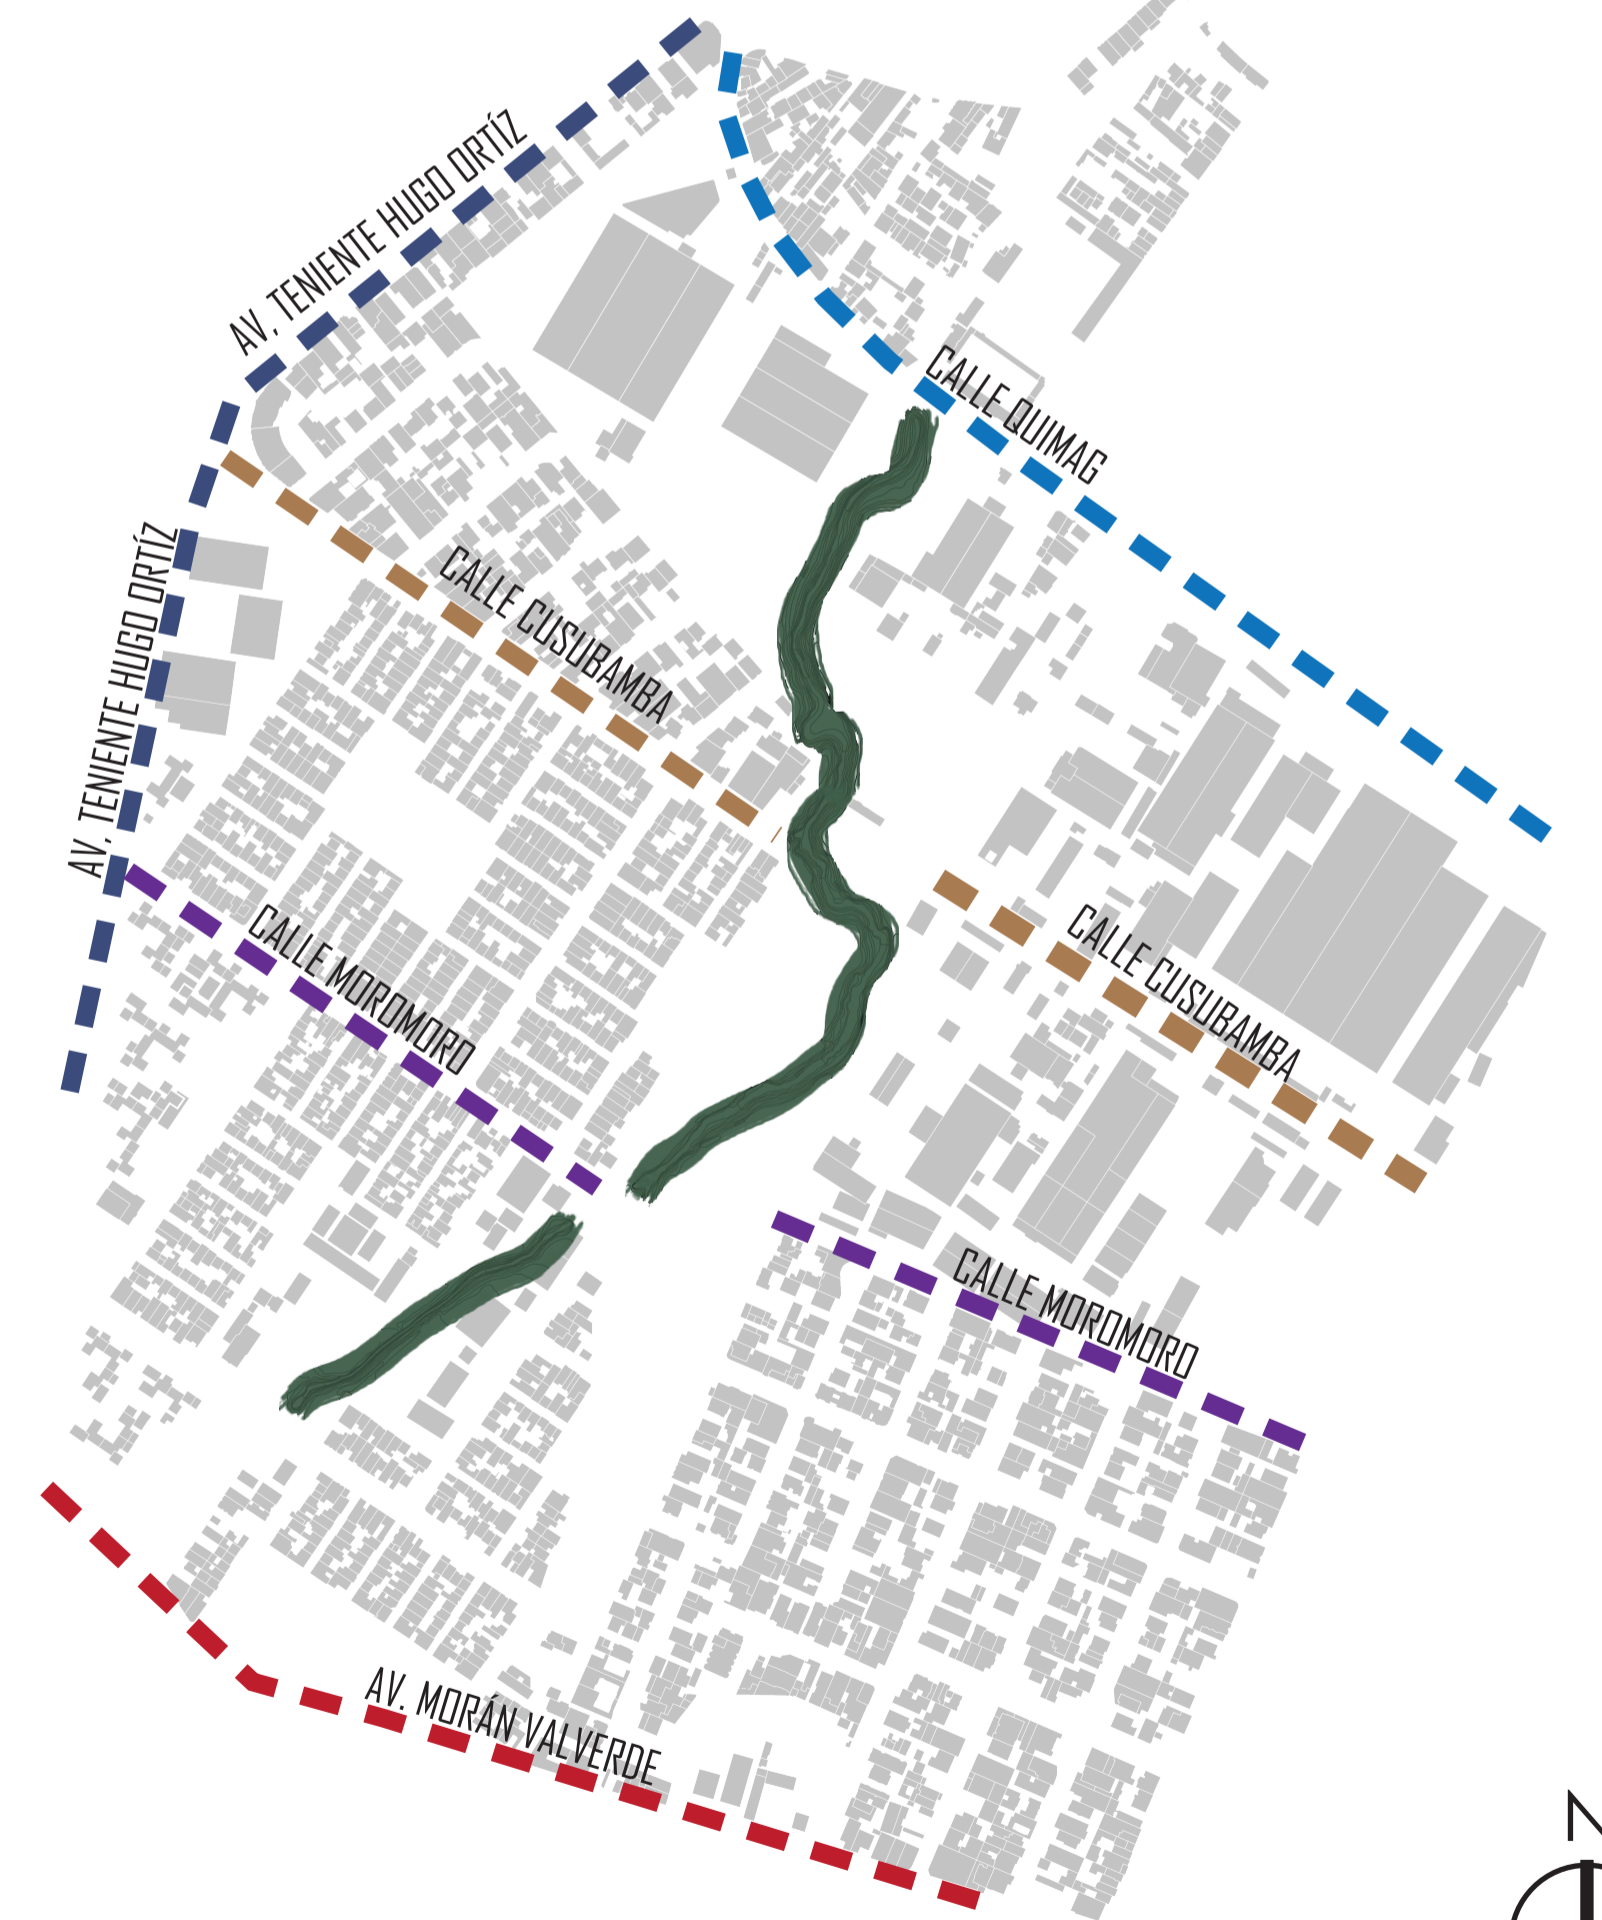 AV. TENIENTE HUGO ORTÍZ
CALLE QUIMAG
AV. TENIENTE HUGO ORTÍZ
CALLE CUSUBAMBA
CALLE MOROMORO
CALLE CUSUBAMBA
CALLE MOROMORO
AV. MORÁN VALVERDE
N